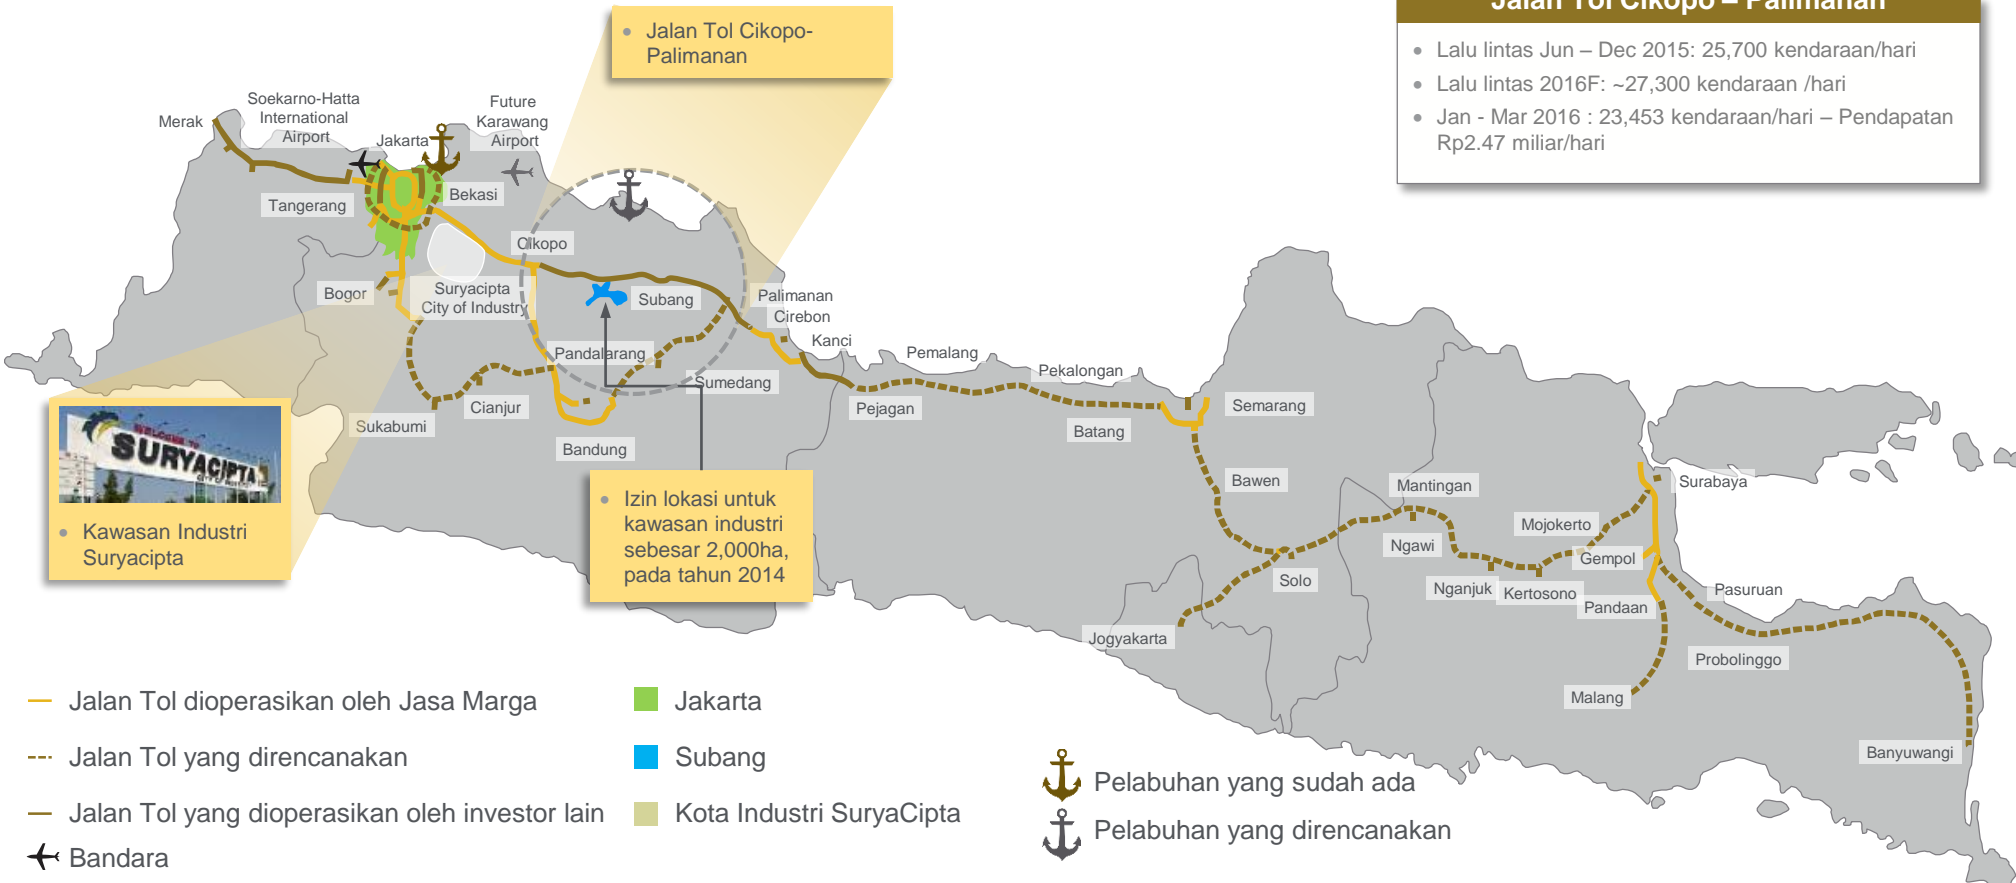 Jalan Tol Cikopo – Palimanan
• Lalu lintas Jun – Dec 2015: 25,700 kendaraan/hari
• Lalu lintas 2016F: ~27,300 kendaraan /hari
• Jan - Mar 2016 : 23,453 kendaraan/hari – Pendapatan
Rp2.47 miliar/hari
• Jalan Tol Cikopo-
Palimanan
Merak
Soekarno-Hatta
International
Airport
Jakarta
Future
Karawang
Airport
Tangerang
Bekasi
Cikopo
Bogor
Suryacipta
City of Industry
Subang
Palimanan
Cirebon
Kanci
Pandalarang
Sumedang
Pemalang
Pekalongan
Cianjur
Sukabumi
Bandung
Pejagan
Batang
Semarang
WELCOME TO
SURYACIPTA
CITY OF INDUSTRY
• Kawasan Industri
Suryacipta
• Izin lokasi untuk
kawasan industri
sebesar 2,000ha,
pada tahun 2014
Bawen
Mantingan
Surabaya
Mojokerto
Ngawi
Gempol
Solo
Nganjuk
Kertosono
Pandaan
Pasuruan
Jogyakarta
Probolinggo
Malang
Banyuwangi
Jalan Tol dioperasikan oleh Jasa Marga
Jalan Tol yang direncanakan
Jalan Tol yang dioperasikan oleh investor lain
Bandara
Jakarta
Subang
Kota Industri SuryaCipta
Pelabuhan yang sudah ada
Pelabuhan yang direncanakan